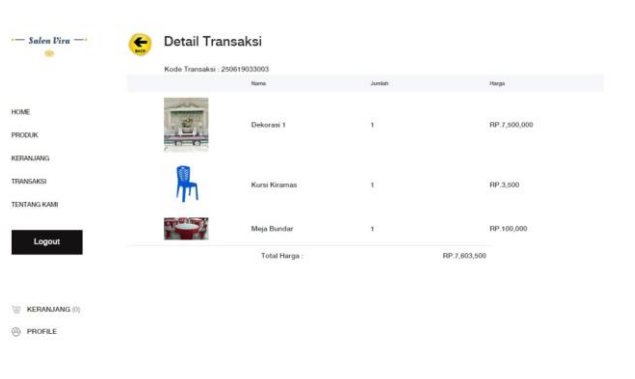 Salon Vira
HOME
PRODUK
KERANJANG
TRANSAKSI
TENTANG KAMI
Logout
KERANJANG (0)
PROFILE
Detail Transaksi
Kode Transaksi : 250619033003
Nama Jumlah Harga
Dekorasi 1 1 RP.7,500,000
Kursi Kiramas 1 RP.3,500
Meja Bundar 1 RP.100,000
Total Harga : RP.7,603,500